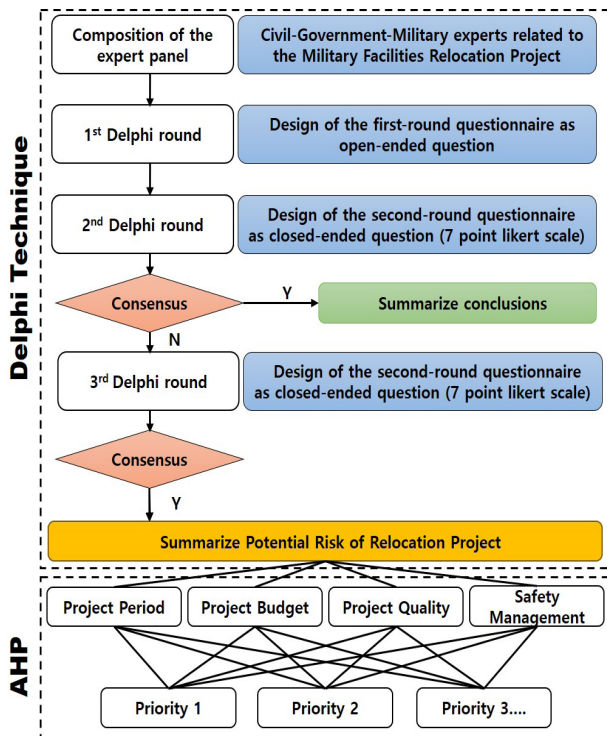 Delphi Technique
Composition of the
expert panel
Civil-Government-Military experts related to
the Military Facilities Relocation Project
1st Delphi round
Design of the first-round questionnaire as
open-ended question
2nd Delphi round
Design of the second-round questionnaire
as closed-ended question (7 point likert scale)
Consensus
Y
Summarize conclusions
N
3rd Delphi round
Design of the second-round questionnaire
as closed-ended question (7 point likert scale)
Consensus
Y
Summarize Potential Risk of Relocation Project
AHP
Project Period
Project Budget
Project Quality
Safety
Management
Priority 1
Priority 2
Priority 3....